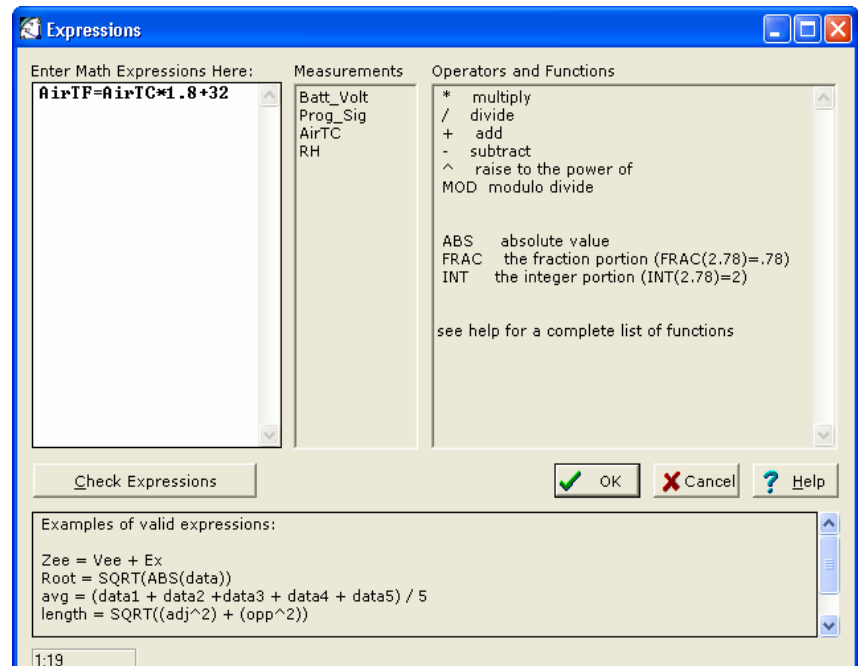 Expressions
Enter Math Expressions Here:
AirTF=AirTC*1.8+32
Measurements
Batt_Volt
Prog_Sig
AirTC
RH
Operators and Functions
* multiply
/ divide
+ add
- subtract
^ raise to the power of
MOD modulo divide
ABS absolute value
FRAC the fraction portion (FRAC(2.78)=.78)
INT the integer portion (INT(2.78)=2)
see help for a complete list of functions
Check Expressions
OK
Cancel
? Help
Examples of valid expressions:
Zee = Vee + Ex
Root = SQRT(ABS(data))
avg = (data1 + data2 +data3 + data4 + data5) / 5
length = SQRT((adj^2) + (opp^2))
1:19